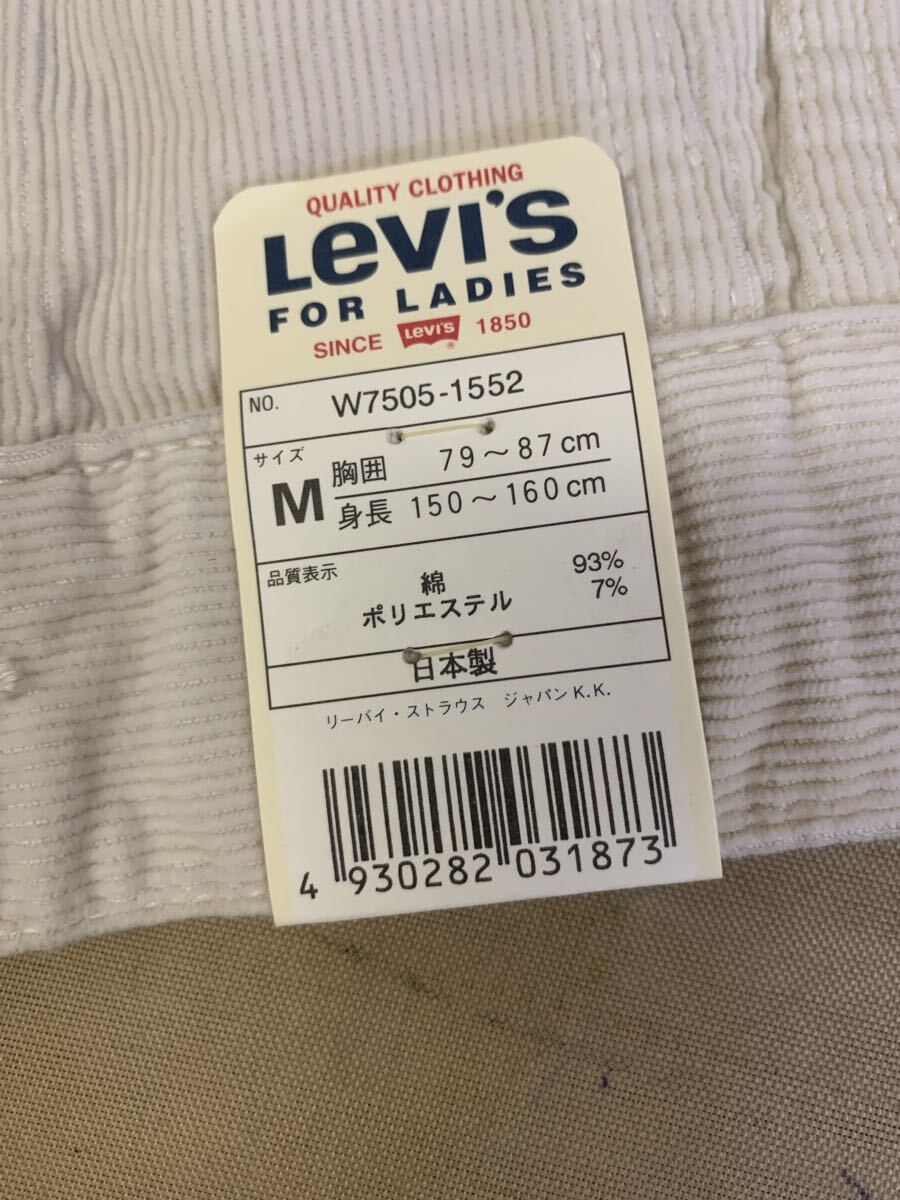 QUALITY CLOTHING
LEVI'S
FOR LADIES
SINCE LEVI'S ® 1850
NO. W7505-1552
サイズ
M 胸囲 79～87cm
身長 150～160cm
品質表示
綿 93%
ポリエステル 7%
日本製
リーバイ・ストラウス ジャパンK.K.
4 930282 031873